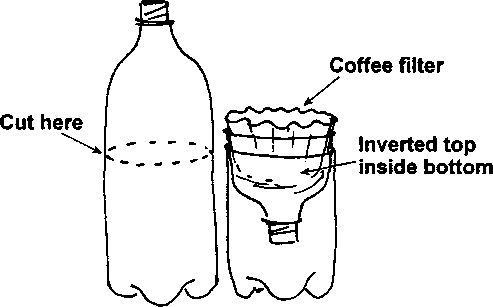 Coffee filter
Cut here
Inverted top
inside bottom